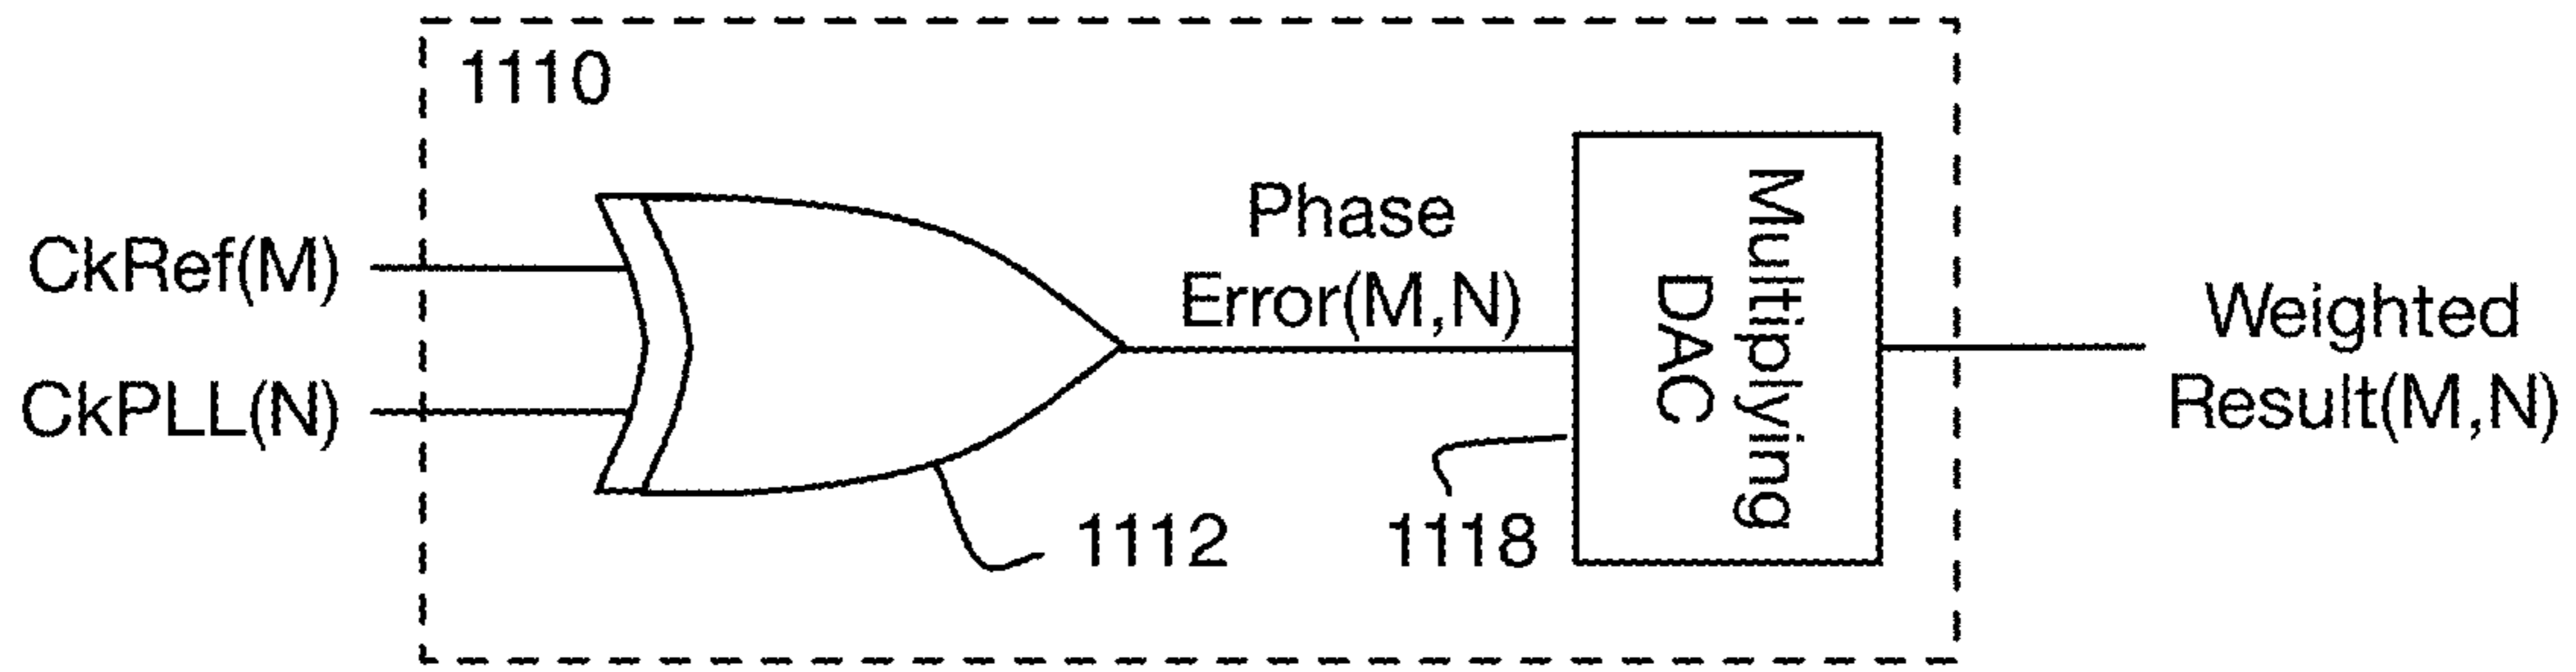 1110
CkRef(M)
CkPLL(N)
Phase
Error(M,N)
Multiplying
DAC
Weighted
Result(M,N)
1112
1118